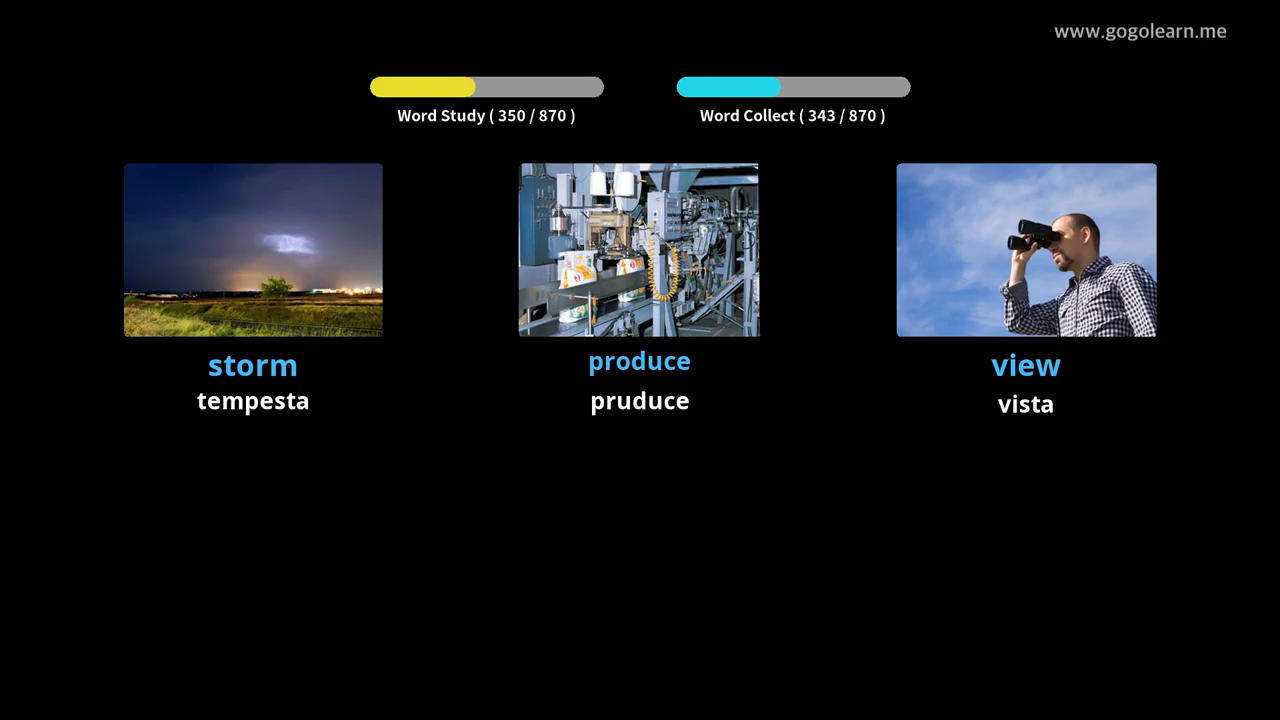 www.gogolearn.me
Word Study ( 350 / 870 )
Word Collect ( 343 / 870 )
storm
tempesta
produce
pruduce
view
vista